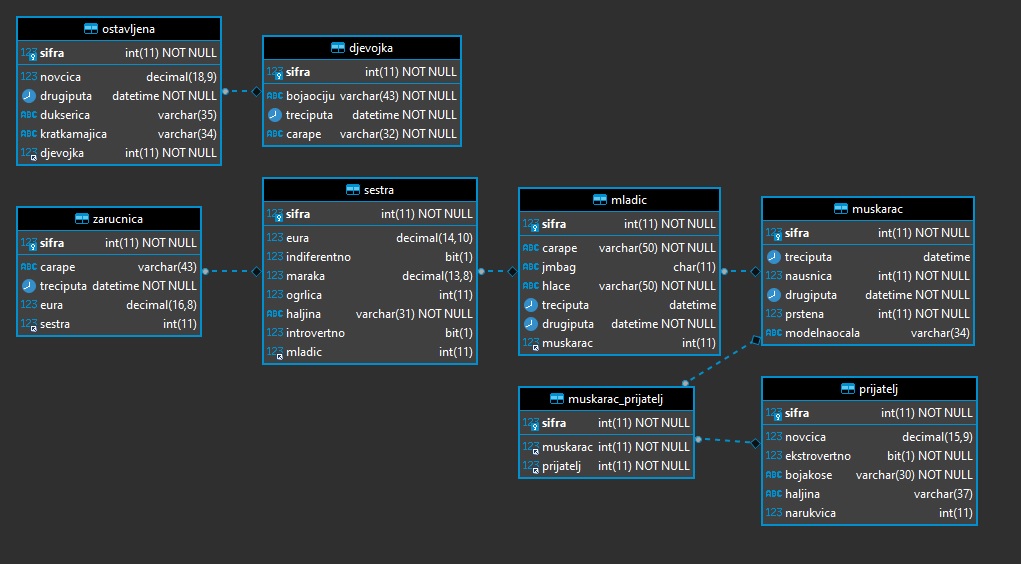 ostavljena
123 sifra int(11) NOT NULL
123 novcica decimal(18,9)
drugiputa datetime NOT NULL
ABC dukserica varchar(35)
ABC kratkamajica varchar(34)
123 djevojka int(11) NOT NULL
djevojka
123 sifra int(11) NOT NULL
ABC bojaociju varchar(43) NOT NULL
treciputa datetime NOT NULL
ABC carape varchar(32) NOT NULL
zarucnica
123 sifra int(11) NOT NULL
ABC carape varchar(43)
treciputa datetime NOT NULL
123 eura decimal(16,8)
123 sestra int(11)
sestra
123 sifra int(11) NOT NULL
123 eura decimal(14,10)
123 indiferentno bit(1)
123 maraka decimal(13,8)
123 ogrlica int(11)
ABC haljina varchar(31) NOT NULL
123 introvertno bit(1)
123 mladic int(11)
mladic
123 sifra int(11) NOT NULL
ABC carape varchar(50) NOT NULL
ABC jmbag char(11)
ABC hlace varchar(50) NOT NULL
treciputa datetime
drugiputa datetime NOT NULL
123 muskarac int(11)
muskarac
123 sifra int(11) NOT NULL
treciputa datetime
123 nausnica int(11) NOT NULL
drugiputa datetime NOT NULL
123 prstena int(11) NOT NULL
ABC modelnaocala varchar(34)
muskarac_prijatelj
123 sifra int(11) NOT NULL
123 muskarac int(11) NOT NULL
123 prijatelj int(11) NOT NULL
prijatelj
123 sifra int(11) NOT NULL
123 novcica decimal(15,9)
123 ekstrovertno bit(1) NOT NULL
ABC bojakose varchar(30) NOT NULL
ABC haljina varchar(37)
123 narukvica int(11)